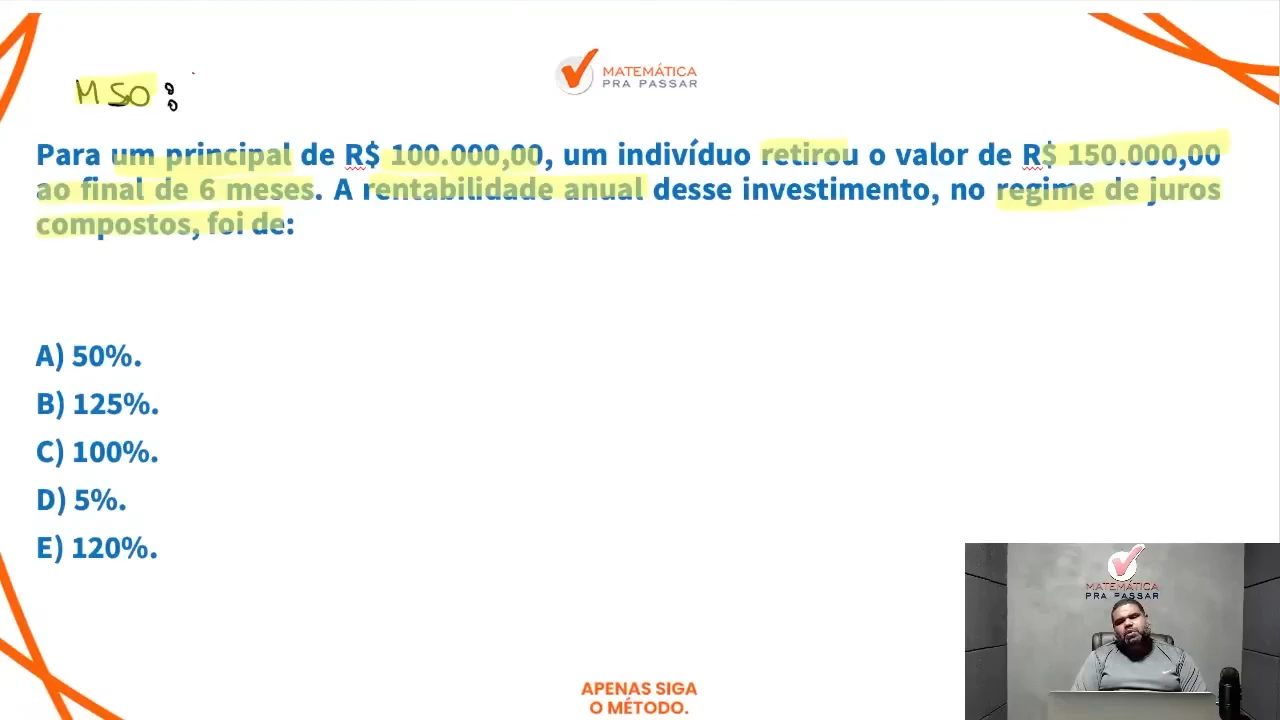 MATEMÁTICA
PRA PASSAR
MSO:
Para um principal de R$ 100.000,00, um indivíduo retirou o valor de R$ 150.000,00
ao final de 6 meses. A rentabilidade anual desse investimento, no regime de juros
compostos, foi de:
A) 50%.
B) 125%.
C) 100%.
D) 5%.
E) 120%.
MATEMÁTICA
PRA PASSAR
APENAS SIGA
O MÉTODO.